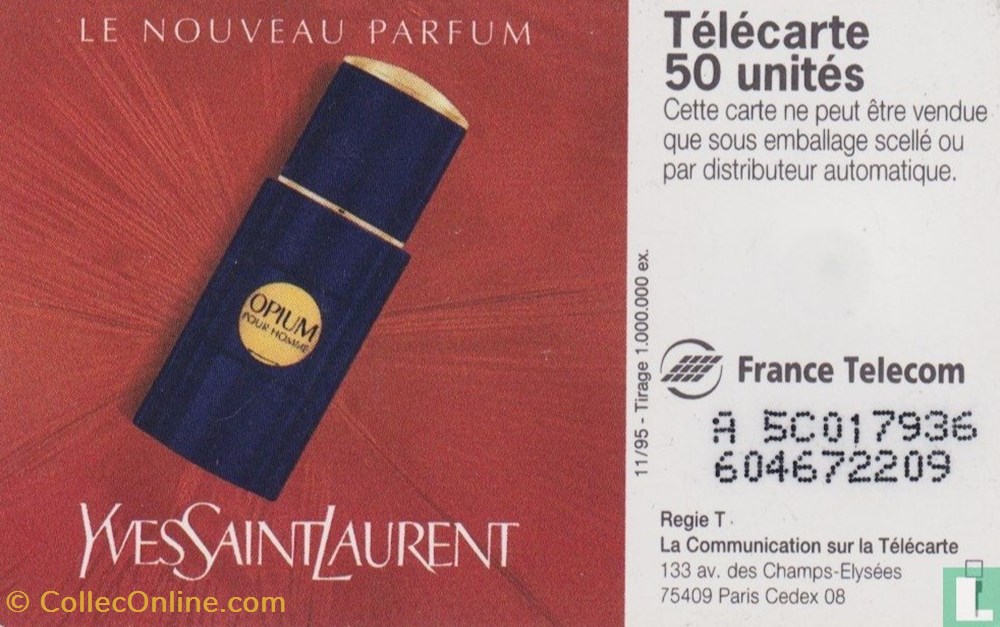 LE NOUVEAU PARFUM
OPIUM
POUR HOMME
YVESSAINTLAURENT
Télécarte
50 unités
Cette carte ne peut être vendue
que sous emballage scellé ou
par distributeur automatique.
11/95 - Tirage 1.000.000 ex.
France Telecom
A 5C017936
604672209
Regie T.
La Communication sur la Télécarte
133 av. des Champs-Elysées
75409 Paris Cedex 08
© CollecOnline.com
L